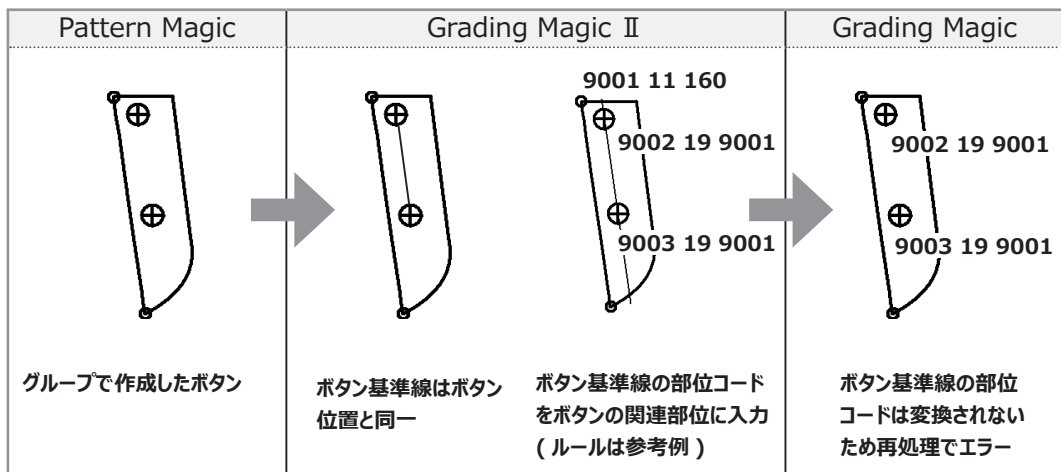 Pattern Magic
Grading Magic Ⅱ
Grading Magic
9001 11 160
9002 19 9001
9003 19 9001
9002 19 9001
9003 19 9001
グループで作成したボタン
ボタン基準線はボタン
位置と同一
ボタン基準線の部位コード
をボタンの関連部位に入力
( ルールは参考例 )
ボタン基準線の部位
コードは変換されない
ため再処理でエラー